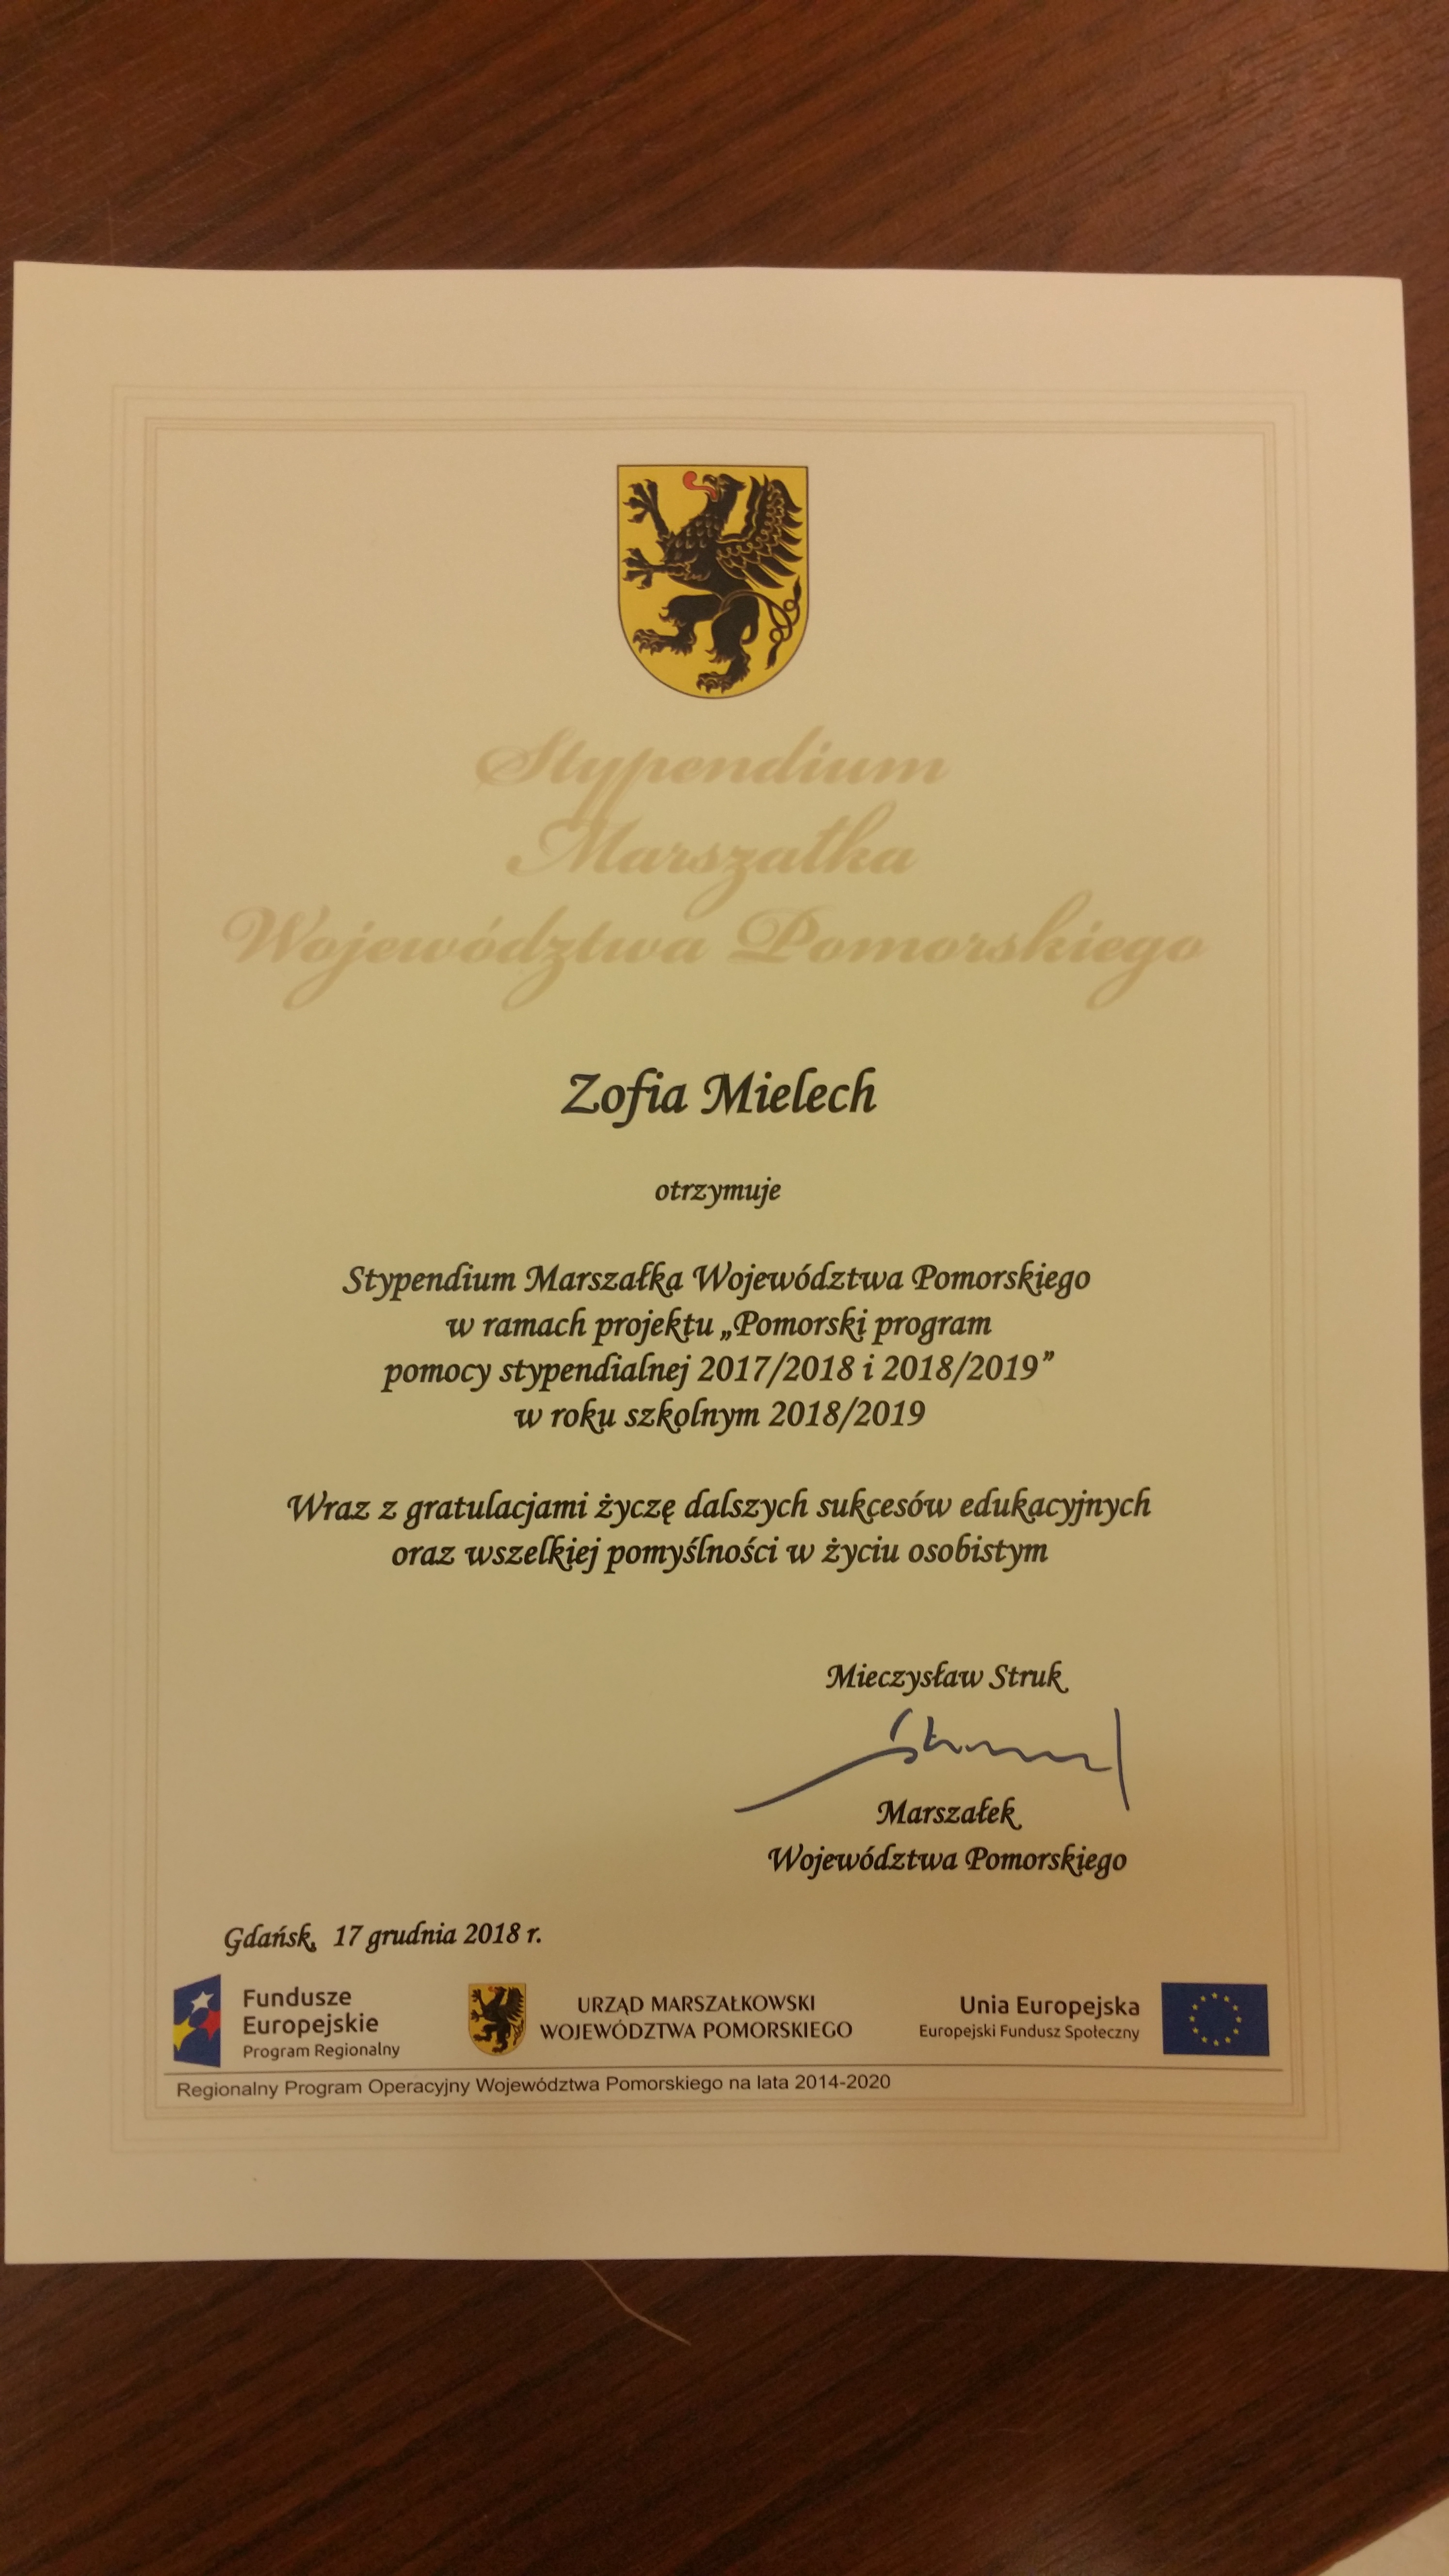 Stypendium
Marszałka
Województwa Pomorskiego
Zofia Mielech
otrzymuje
Stypendium Marszałka Województwa Pomorskiego
w ramach projektu „Pomorski program
pomocy stypendialnej 2017/2018 i 2018/2019”
w roku szkolnym 2018/2019
Wraz z gratulacjami życzę dalszych sukcesów edukacyjnych
oraz wszelkiej pomyślności w życiu osobistym
Mieczysław Struk
Marszałek
Województwa Pomorskiego
Gdańsk, 17 grudnia 2018 r.
Fundusze
Europejskie
Program Regionalny
URZĄD MARSZAŁKOWSKI
WOJEWÓDZTWA POMORSKIEGO
Unia Europejska
Europejski Fundusz Społeczny
Regionalny Program Operacyjny Województwa Pomorskiego na lata 2014-2020